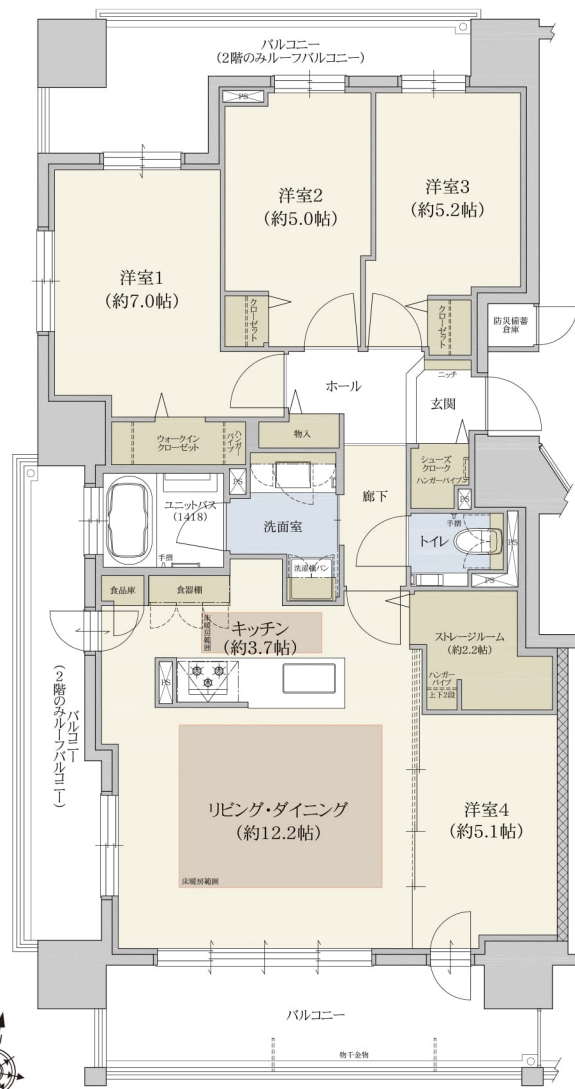 バルコニー
(2階のみルーフバルコニー)
PS
洋室2
(約5.0帖)
洋室3
(約5.2帖)
洋室1
(約7.0帖)
クローゼット
クローゼット
防災備蓄
倉庫
ホール
ニッチ
玄関
ウォークイン
クローゼット
ハンガー
パイプ
物入
シューズ
クローク
ハンガーパイプ
PS
PS
ユニットバス
(1418)
手摺
洗面室
廊下
手摺
トイレ
PS
PS
洗濯機パン
食品庫
食器棚
床暖房範囲
キッチン
(約3.7帖)
ストレージルーム
(約2.2帖)
ハンガー
パイプ
上下2段
PS
バルコニー
(2階のみルーフバルコニー)
リビング・ダイニング
(約12.2帖)
床暖房範囲
洋室4
(約5.1帖)
バルコニー
物干金物